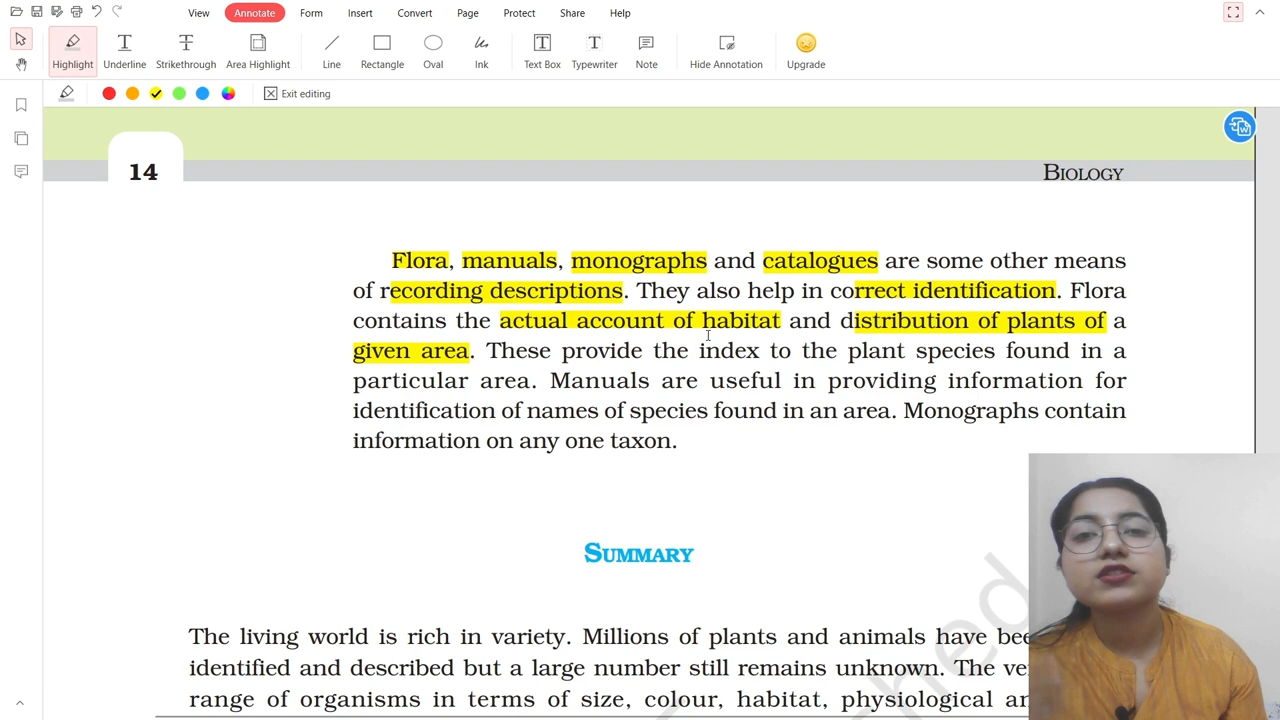 View Annotate Form Insert Convert Page Protect Share Help
Highlight Underline Strikethrough Area Highlight Line Rectangle Oval Ink Text Box Typewriter Note Hide Annotation Upgrade
Exit editing
14
BIOLOGY
Flora, manuals, monographs and catalogues are some other means
of recording descriptions. They also help in correct identification. Flora
contains the actual account of habitat and distribution of plants of a
given area. These provide the index to the plant species found in a
particular area. Manuals are useful in providing information for
identification of names of species found in an area. Monographs contain
information on any one taxon.
SUMMARY
The living world is rich in variety. Millions of plants and animals have
identified and described but a large number still remains unknown. The
range of organisms in terms of size, colour, habitat, physiological